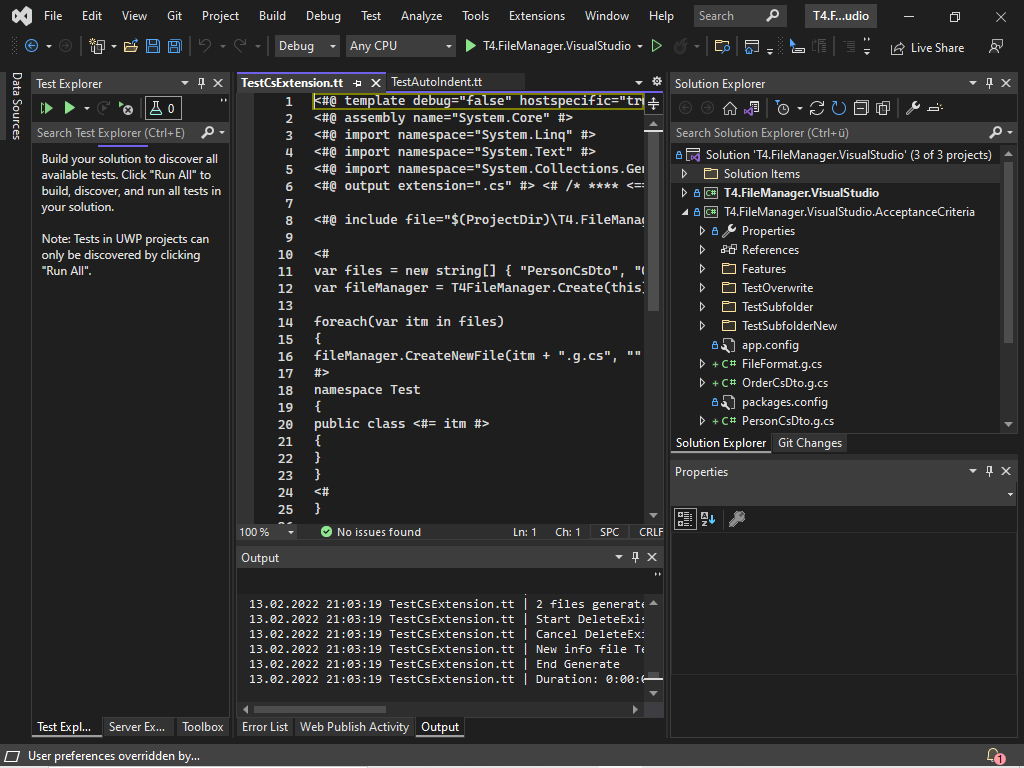 File Edit View Git Project Build Debug Test Analyze Tools Extensions Window Help Search T4.F...udio
Debug Any CPU T4.FileManager.VisualStudio Live Share
Data Sources
Test Explorer
0
Search Test Explorer (Ctrl+E)
Build your solution to discover all
available tests. Click "Run All" to
build, discover, and run all tests in
your solution.
Note: Tests in UWP projects can
only be discovered by clicking
"Run All".
Test Expl... Server Ex... Toolbox
TestCsExtension.tt TestAutoIndent.tt
1 <#@ template debug="false" hostspecific="tr
2 <#@ assembly name="System.Core" #>
3 <#@ import namespace="System.Linq" #>
4 <#@ import namespace="System.Text" #>
5 <#@ import namespace="System.Collections.Gen
6 <#@ output extension=".cs" #> <# /* **** <==
7
8 <#@ include file="$(ProjectDir)\T4.FileManag
9
10 <#
11 var files = new string[] { "PersonCsDto", "
12 var fileManager = T4FileManager.Create(this
13
14 foreach(var itm in files)
15 {
16 fileManager.CreateNewFile(itm + ".g.cs", ""
17 #>
18 namespace Test
19 {
20 public class <#= itm #>
21 {
22 }
23 }
24 <#
25 }
100 % No issues found Ln: 1 Ch: 1 SPC CRLF
Output
13.02.2022 21:03:19 TestCsExtension.tt | 2 files generate
13.02.2022 21:03:19 TestCsExtension.tt | Start DeleteExis
13.02.2022 21:03:19 TestCsExtension.tt | Cancel DeleteExi
13.02.2022 21:03:19 TestCsExtension.tt | New info file Te
13.02.2022 21:03:19 TestCsExtension.tt | End Generate
13.02.2022 21:03:19 TestCsExtension.tt | Duration: 0:00:0
Error List Web Publish Activity Output
Solution Explorer
Search Solution Explorer (Ctrl+ü)
Solution 'T4.FileManager.VisualStudio' (3 of 3 projects)
Solution Items
T4.FileManager.VisualStudio
T4.FileManager.VisualStudio.AcceptanceCriteria
Properties
References
Features
TestOverwrite
TestSubfolder
TestSubfolderNew
app.config
FileFormat.g.cs
OrderCsDto.g.cs
packages.config
PersonCsDto.g.cs
Solution Explorer Git Changes
Properties
User preferences overridden by...
1